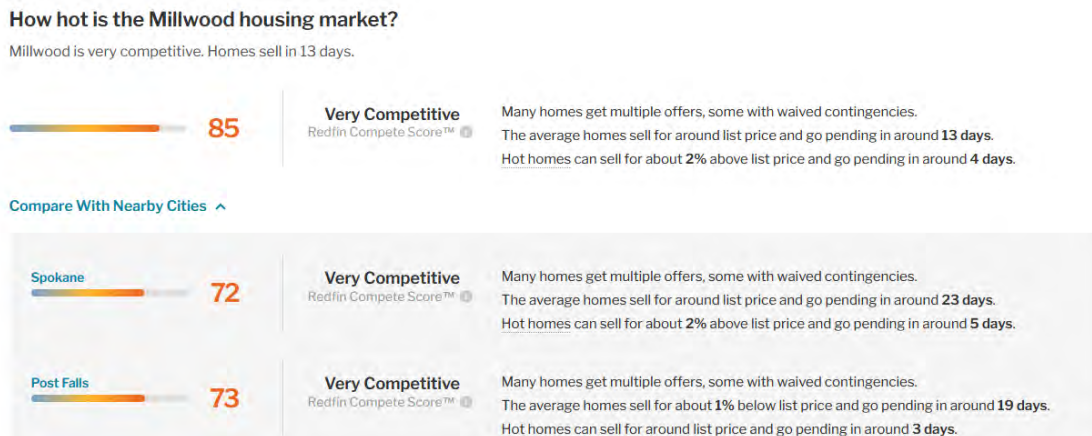 How hot is the Millwood housing market?
Millwood is very competitive. Homes sell in 13 days.
85
Very Competitive
Redfin Compete Score™
Many homes get multiple offers, some with waived contingencies.
The average homes sell for around list price and go pending in around 13 days.
Hot homes can sell for about 2% above list price and go pending in around 4 days.
Compare With Nearby Cities
Spokane
72
Very Competitive
Redfin Compete Score™
Many homes get multiple offers, some with waived contingencies.
The average homes sell for around list price and go pending in around 23 days.
Hot homes can sell for about 2% above list price and go pending in around 5 days.
Post Falls
73
Very Competitive
Redfin Compete Score™
Many homes get multiple offers, some with waived contingencies.
The average homes sell for about 1% below list price and go pending in around 19 days.
Hot homes can sell for around list price and go pending in around 3 days.